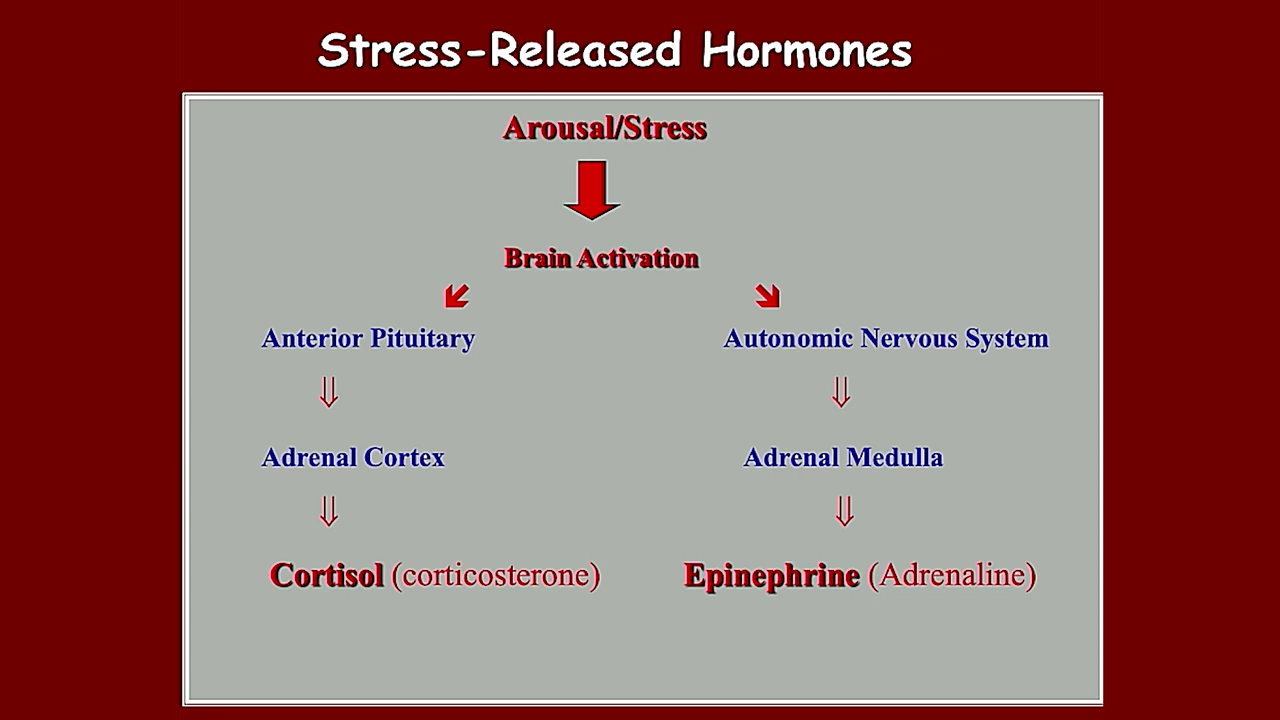 Stress-Released Hormones
Arousal/Stress
Brain Activation
Anterior Pituitary
Autonomic Nervous System
Adrenal Cortex
Adrenal Medulla
Cortisol (corticosterone)
Epinephrine (Adrenaline)